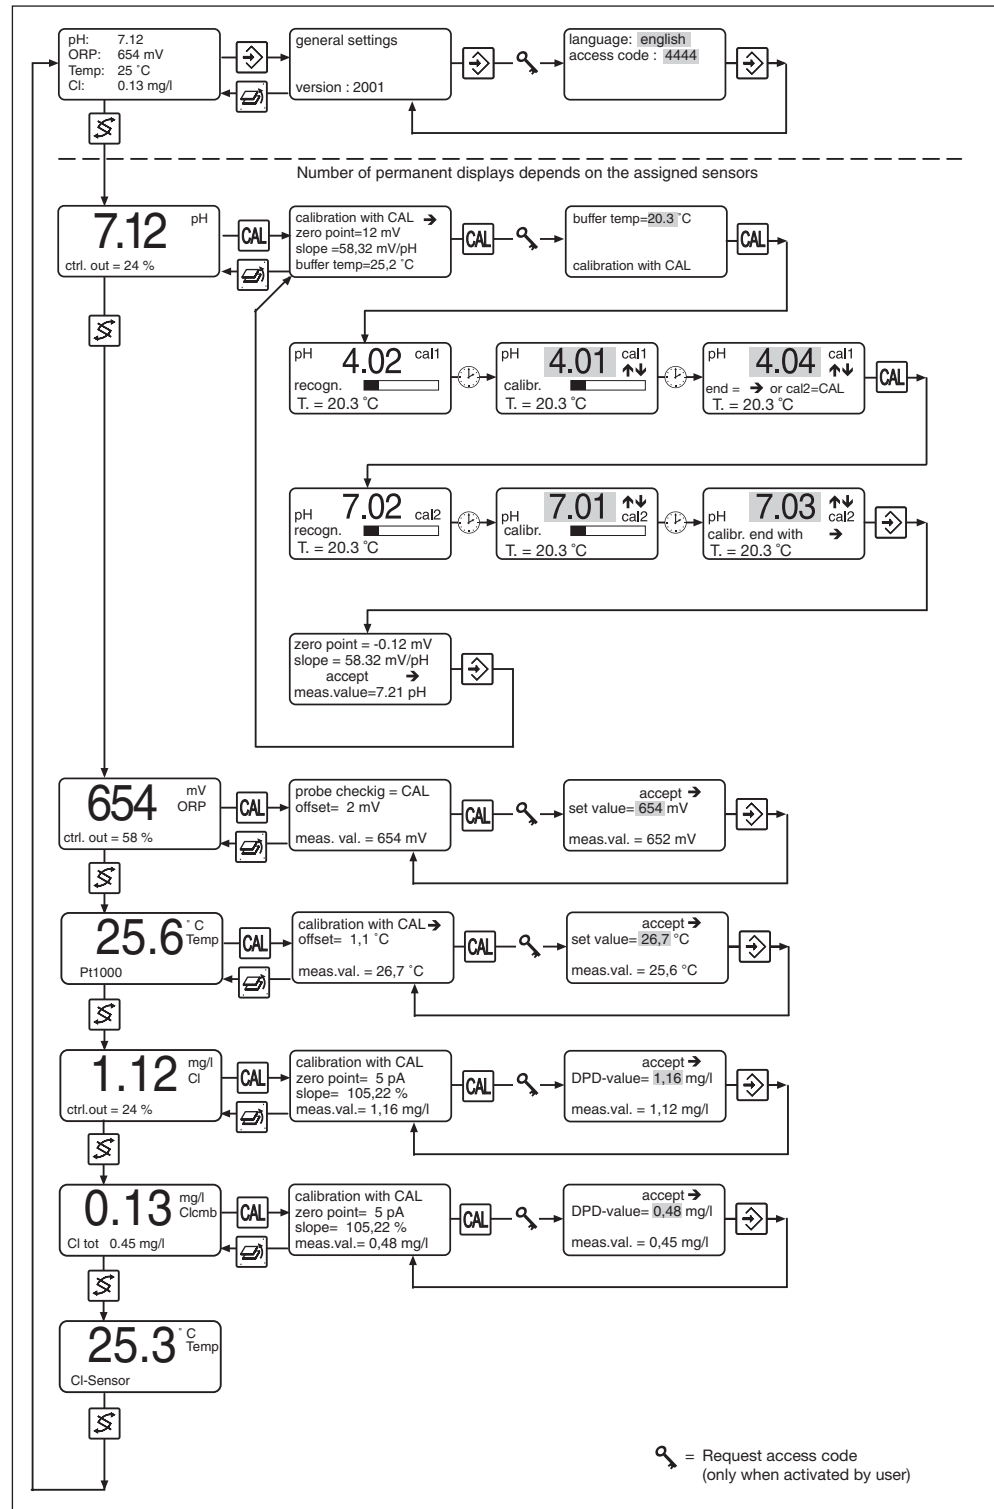 pH: 7.12
ORP: 654 mV
Temp: 25 °C
Cl: 0.13 mg/l
general settings
version : 2001
language: english
access code : 4444
Number of permanent displays depends on the assigned sensors
7.12 pH
ctrl. out = 24 %
CAL
calibration with CAL ➔
zero point=12 mV
slope =58,32 mV/pH
buffer temp=25,2 °C
CAL
buffer temp=20.3 °C
calibration with CAL
CAL
pH 4.02 cal1
recogn.
T. = 20.3 °C
pH 4.01 cal1
calibr.
T. = 20.3 °C
pH 4.04 cal1
end = ➔ or cal2=CAL
T. = 20.3 °C
CAL
pH 7.02 cal2
recogn.
T. = 20.3 °C
pH 7.01 cal2
calibr.
T. = 20.3 °C
pH 7.03 cal2
calibr. end with ➔
T. = 20.3 °C
zero point = -0.12 mV
slope = 58.32 mV/pH
accept ➔
meas.value=7.21 pH
654 mV
ORP
ctrl. out = 58 %
CAL
probe checkig = CAL
offset= 2 mV
meas. val. = 654 mV
CAL
accept ➔
set value= 654 mV
meas.val. = 652 mV
25.6 °C
Temp
Pt1000
CAL
calibration with CAL➔
offset= 1,1 °C
meas.val. = 26,7 °C
CAL
accept ➔
set value= 26,7 °C
meas.val. = 25,6 °C
1.12 mg/l
Cl
ctrl.out = 24 %
CAL
calibration with CAL
zero point= 5 pA
slope= 105,22 %
meas.val.= 1,16 mg/l
CAL
accept ➔
DPD-value= 1,16 mg/l
meas.val. = 1,12 mg/l
0.13 mg/l
Clcmb
Cl tot 0.45 mg/l
CAL
calibration with CAL
zero point= 5 pA
slope= 105,22 %
meas.val.= 0,48 mg/l
CAL
accept ➔
DPD-value= 0,48 mg/l
meas.val. = 0,45 mg/l
25.3 °C
Temp
Cl-Sensor
= Request access code
(only when activated by user)